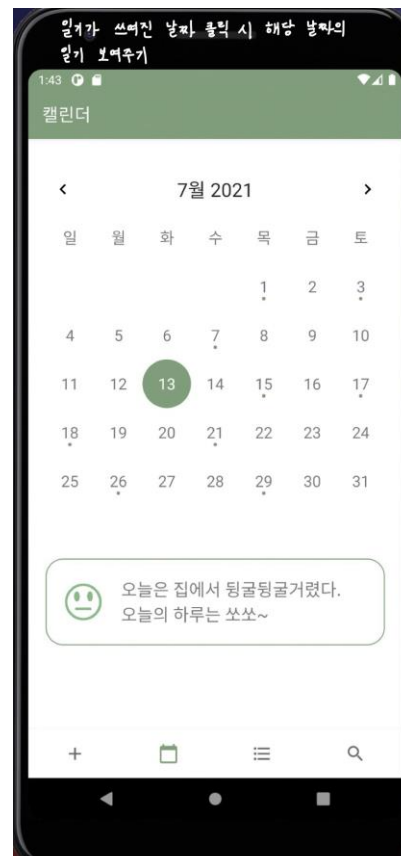 일기가 쓰여진 날짜 클릭 시 해당 날짜의
일기 보여주기
1:43
캘린더
7월 2021
일 월 화 수 목 금 토
1 2 3
4 5 6 7 8 9 10
11 12 13 14 15 16 17
18 19 20 21 22 23 24
25 26 27 28 29 30 31
오늘은 집에서 뒹굴뒹굴거렸다.
오늘의 하루는 쏘쏘~